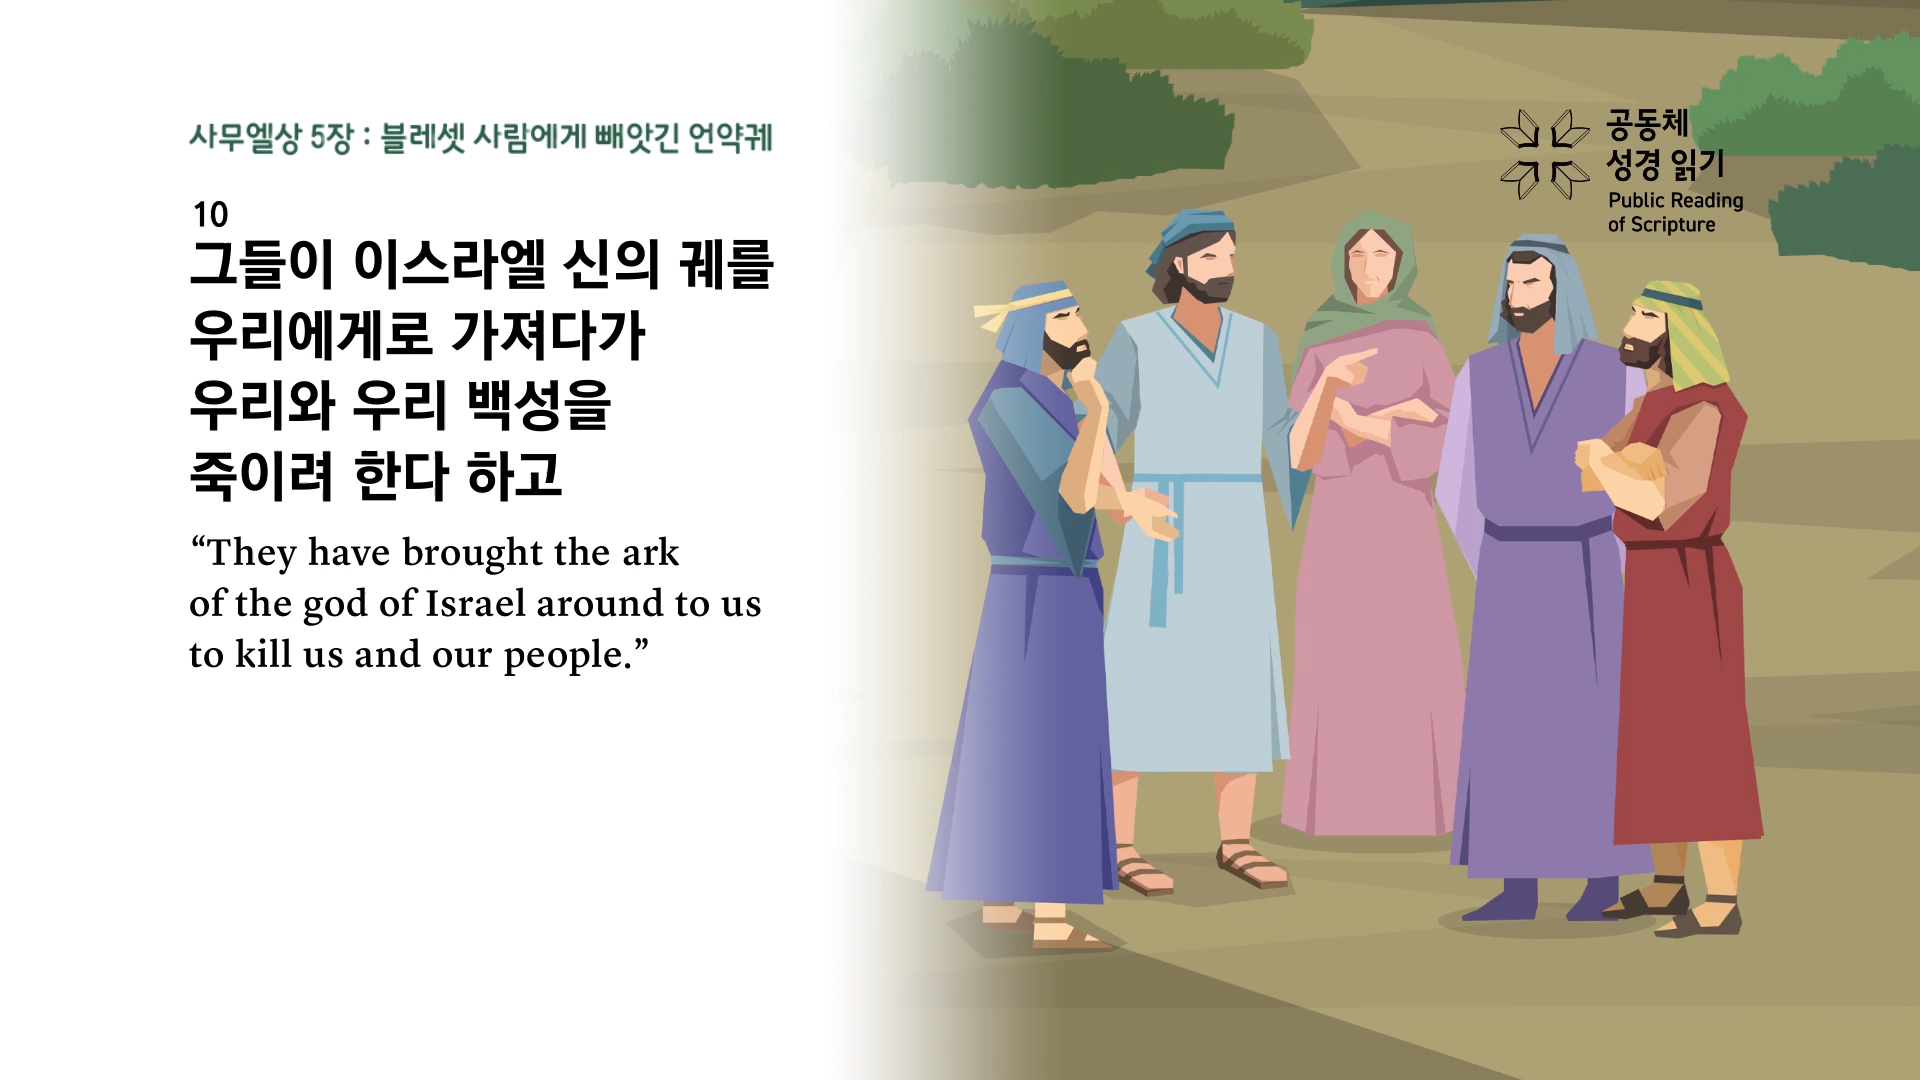 사무엘상 5장 : 블레셋 사람에게 빼앗긴 언약궤
10
그들이 이스라엘 신의 궤를
우리에게로 가져다가
우리와 우리 백성을
죽이려 한다 하고
“They have brought the ark
of the god of Israel around to us
to kill us and our people.”
공동체
성경 읽기
Public Reading
of Scripture